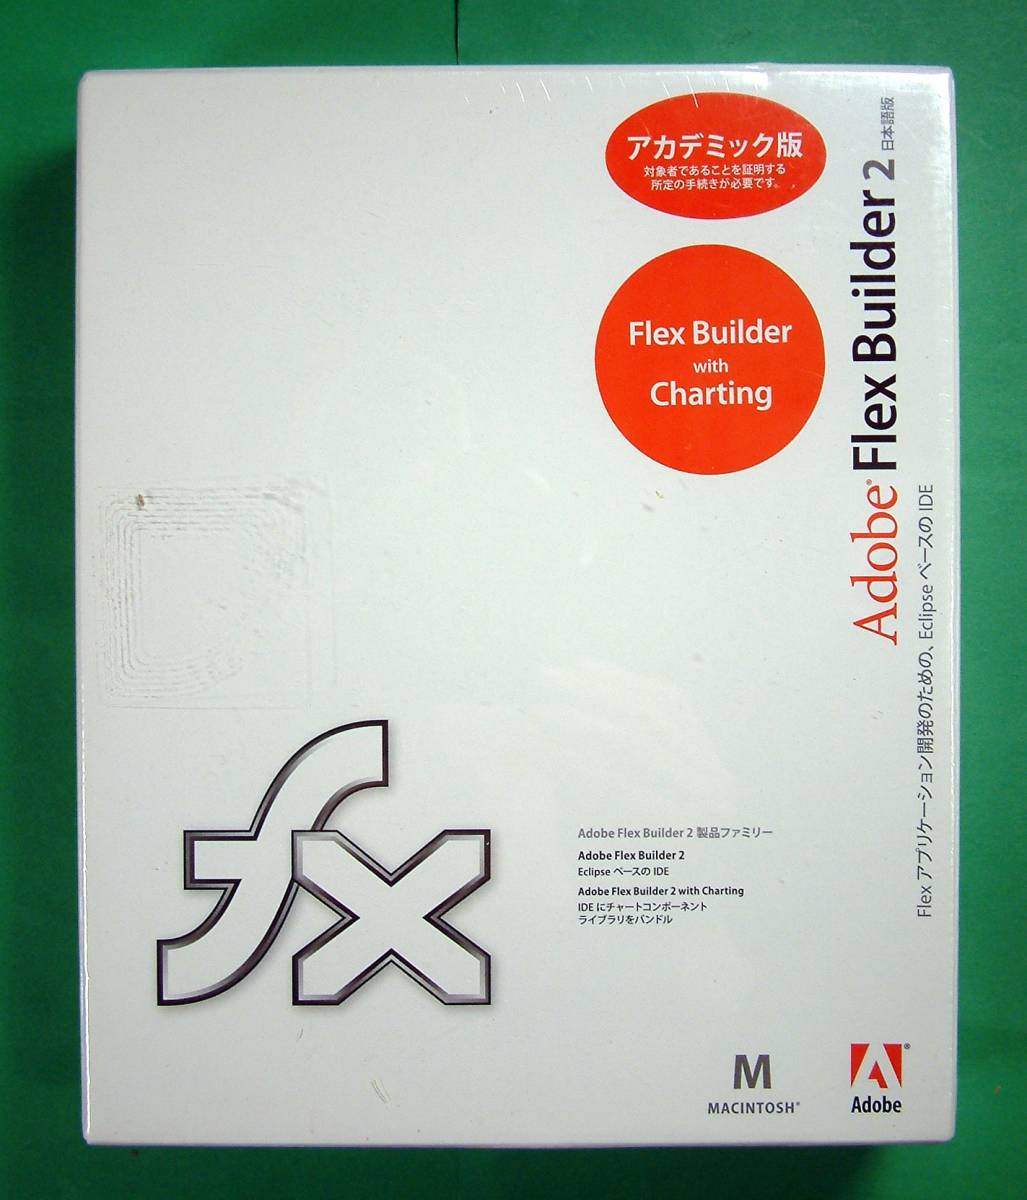 アカデミック版
対象者であることを証明する
所定の手続きが必要です。
Flex Builder
with
Charting
Adobe® Flex Builder 2 日本語版
Flex アプリケーション開発のための、Eclipse ベースの IDE
fx
Adobe Flex Builder 2 製品ファミリー
Adobe Flex Builder 2
Eclipse ベースの IDE
Adobe Flex Builder 2 with Charting
IDE にチャートコンポーネント
ライブラリをバンドル
M
MACINTOSH®
A®
Adobe